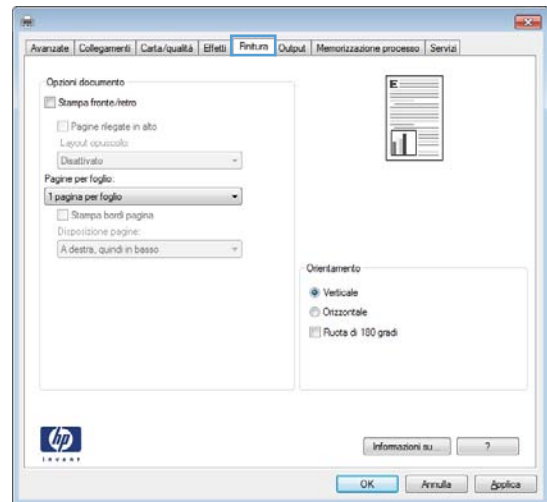 Avanzate Collegamenti Carta/qualità Effetti Finitura Output Memorizzazione processo Servizi
Opzioni documento
Stampa fronte/retro
Pagine rilegate in alto
Layout opuscolo:
Disattivato
Pagine per foglio:
1 pagina per foglio
Stampa bordi pagina
Disposizione pagine:
A destra, quindi in basso
E
Orientamento
Verticale
Orizzontale
Ruota di 180 gradi
hp
invent
Informazioni su... ?
OK Annulla Applica